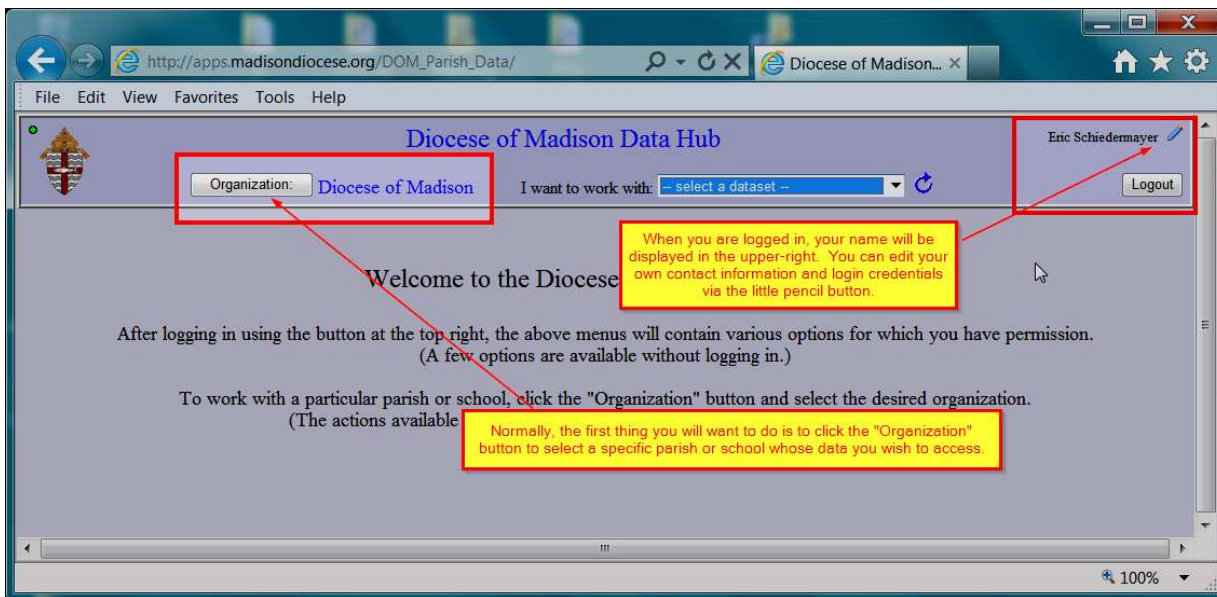 http://apps.madisondiocese.org/DOM_Parish_Data/
Diocese of Madison...
File Edit View Favorites Tools Help
Diocese of Madison Data Hub
Eric Schiedermayer
Organization:
Diocese of Madison
I want to work with:
-- select a dataset --
Logout
When you are logged in, your name will be
displayed in the upper-right. You can edit your
own contact information and login credentials
via the little pencil button.
Welcome to the Diocese
After logging in using the button at the top right, the above menus will contain various options for which you have permission.
(A few options are available without logging in.)
To work with a particular parish or school, click the "Organization" button and select the desired organization.
(The actions available
Normally, the first thing you will want to do is to click the "Organization"
button to select a specific parish or school whose data you wish to access.
100%